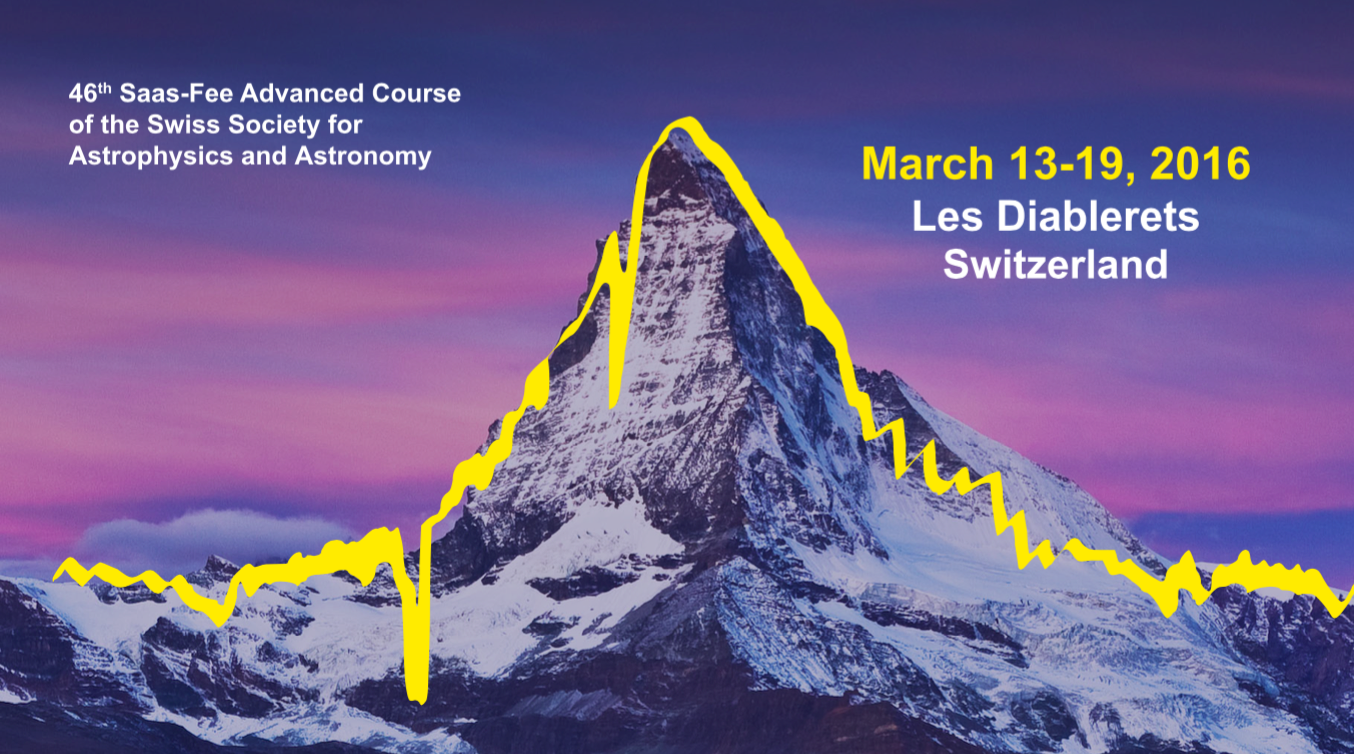 46th Saas-Fee Advanced Course
of the Swiss Society for
Astrophysics and Astronomy
March 13-19, 2016
Les Diablerets
Switzerland